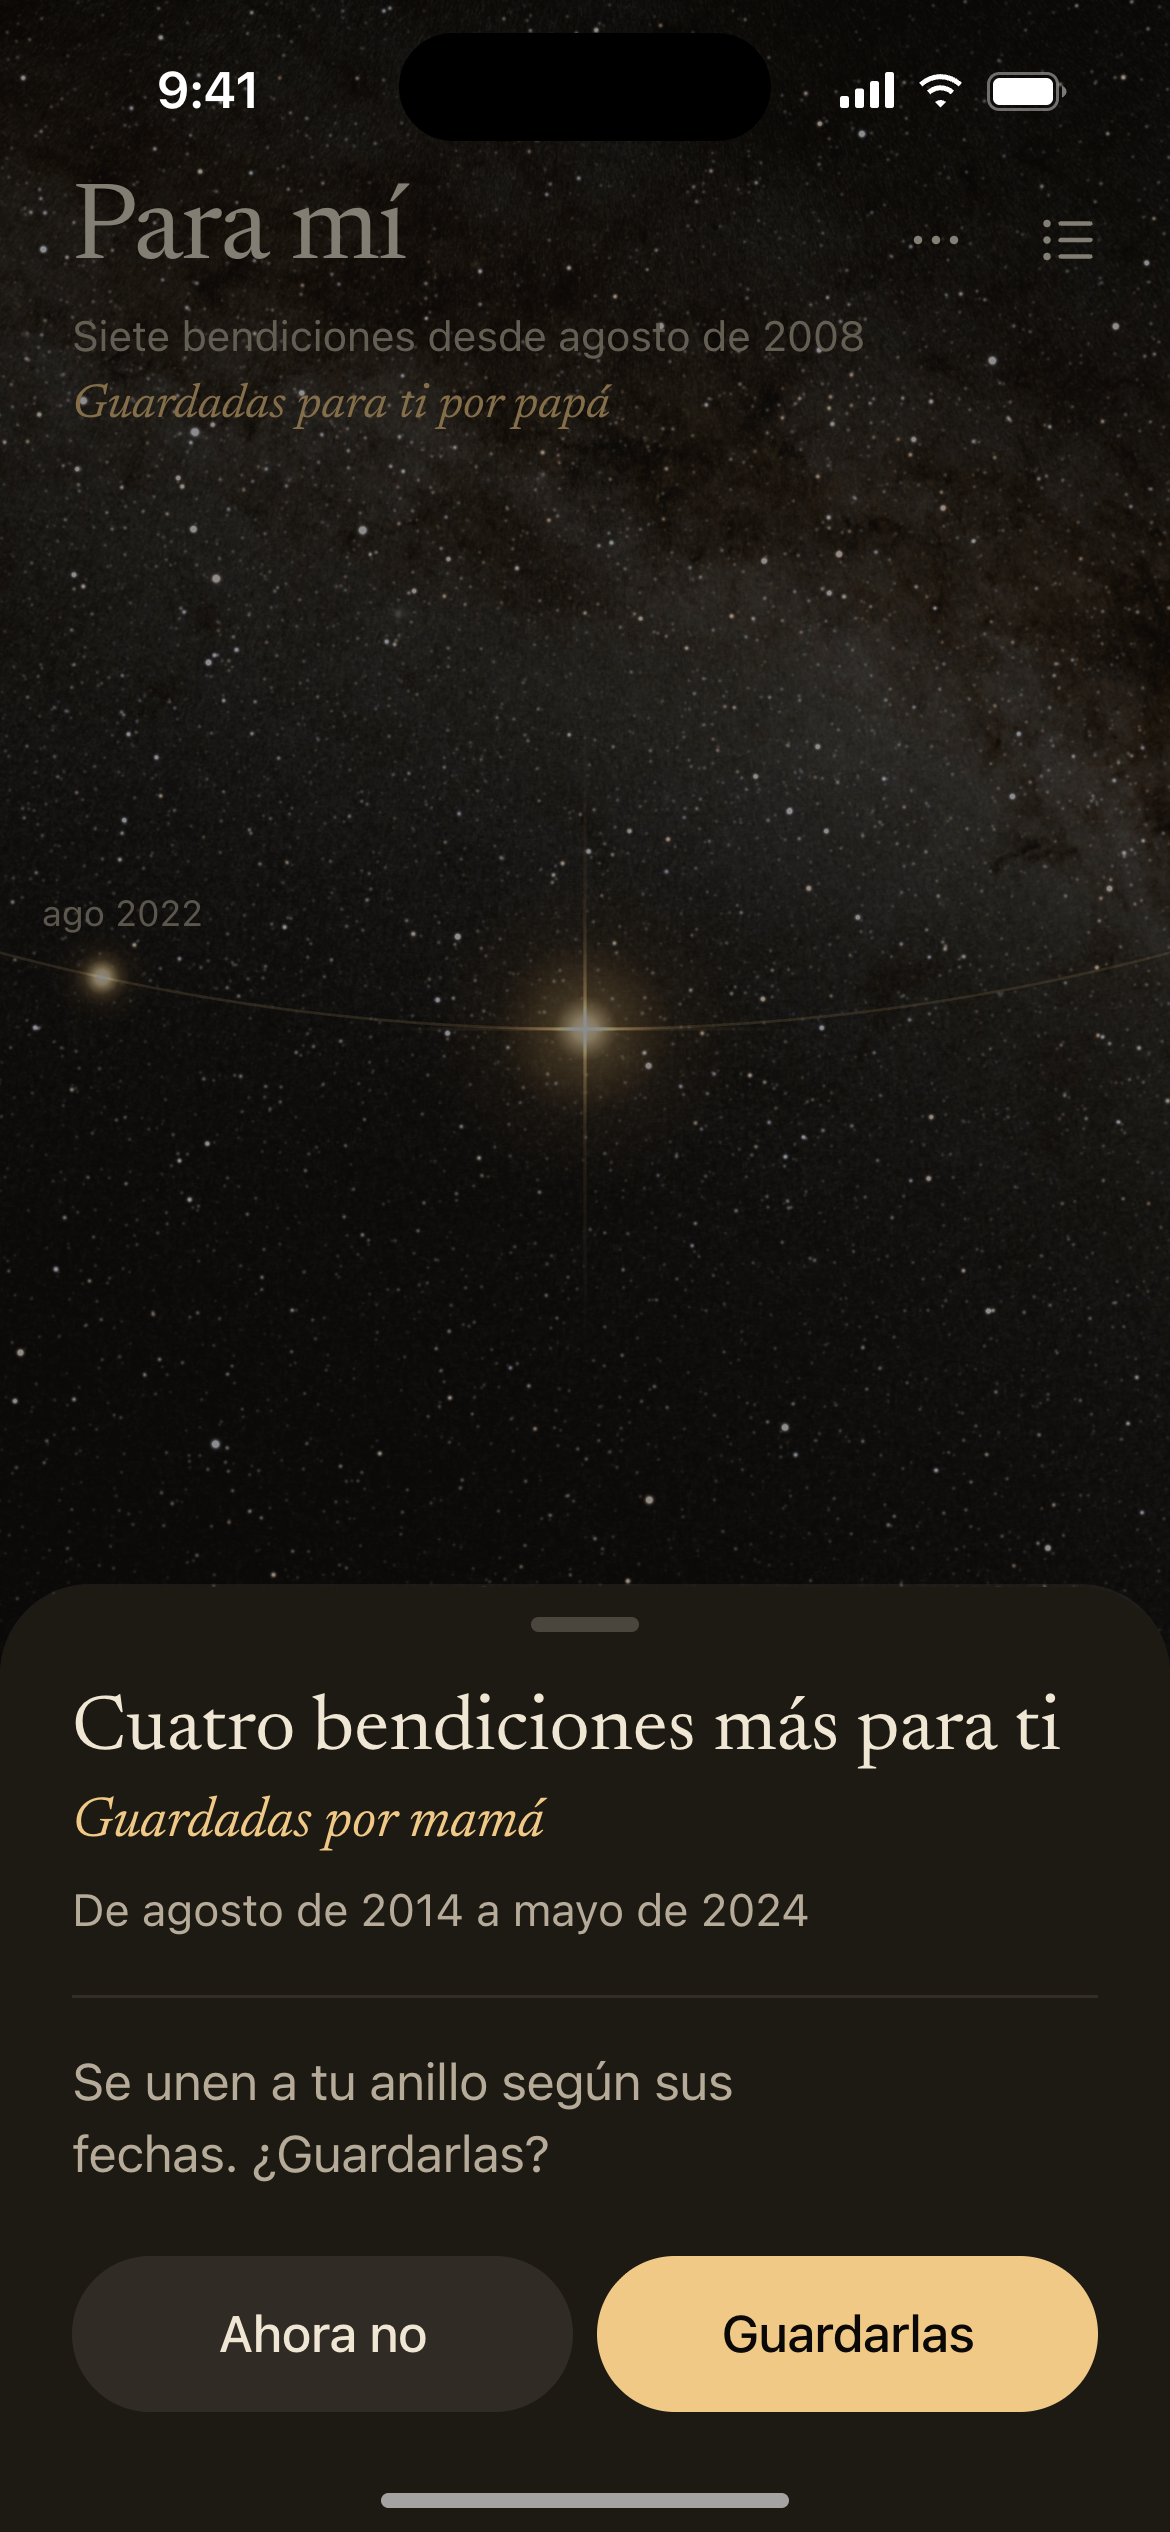 9:41
Para mí
Siete bendiciones desde agosto de 2008
Guardadas para ti por papá
ago 2022
Cuatro bendiciones más para ti
Guardadas por mamá
De agosto de 2014 a mayo de 2024
Se unen a tu anillo según sus
fechas. ¿Guardarlas?
Ahora no
Guardarlas